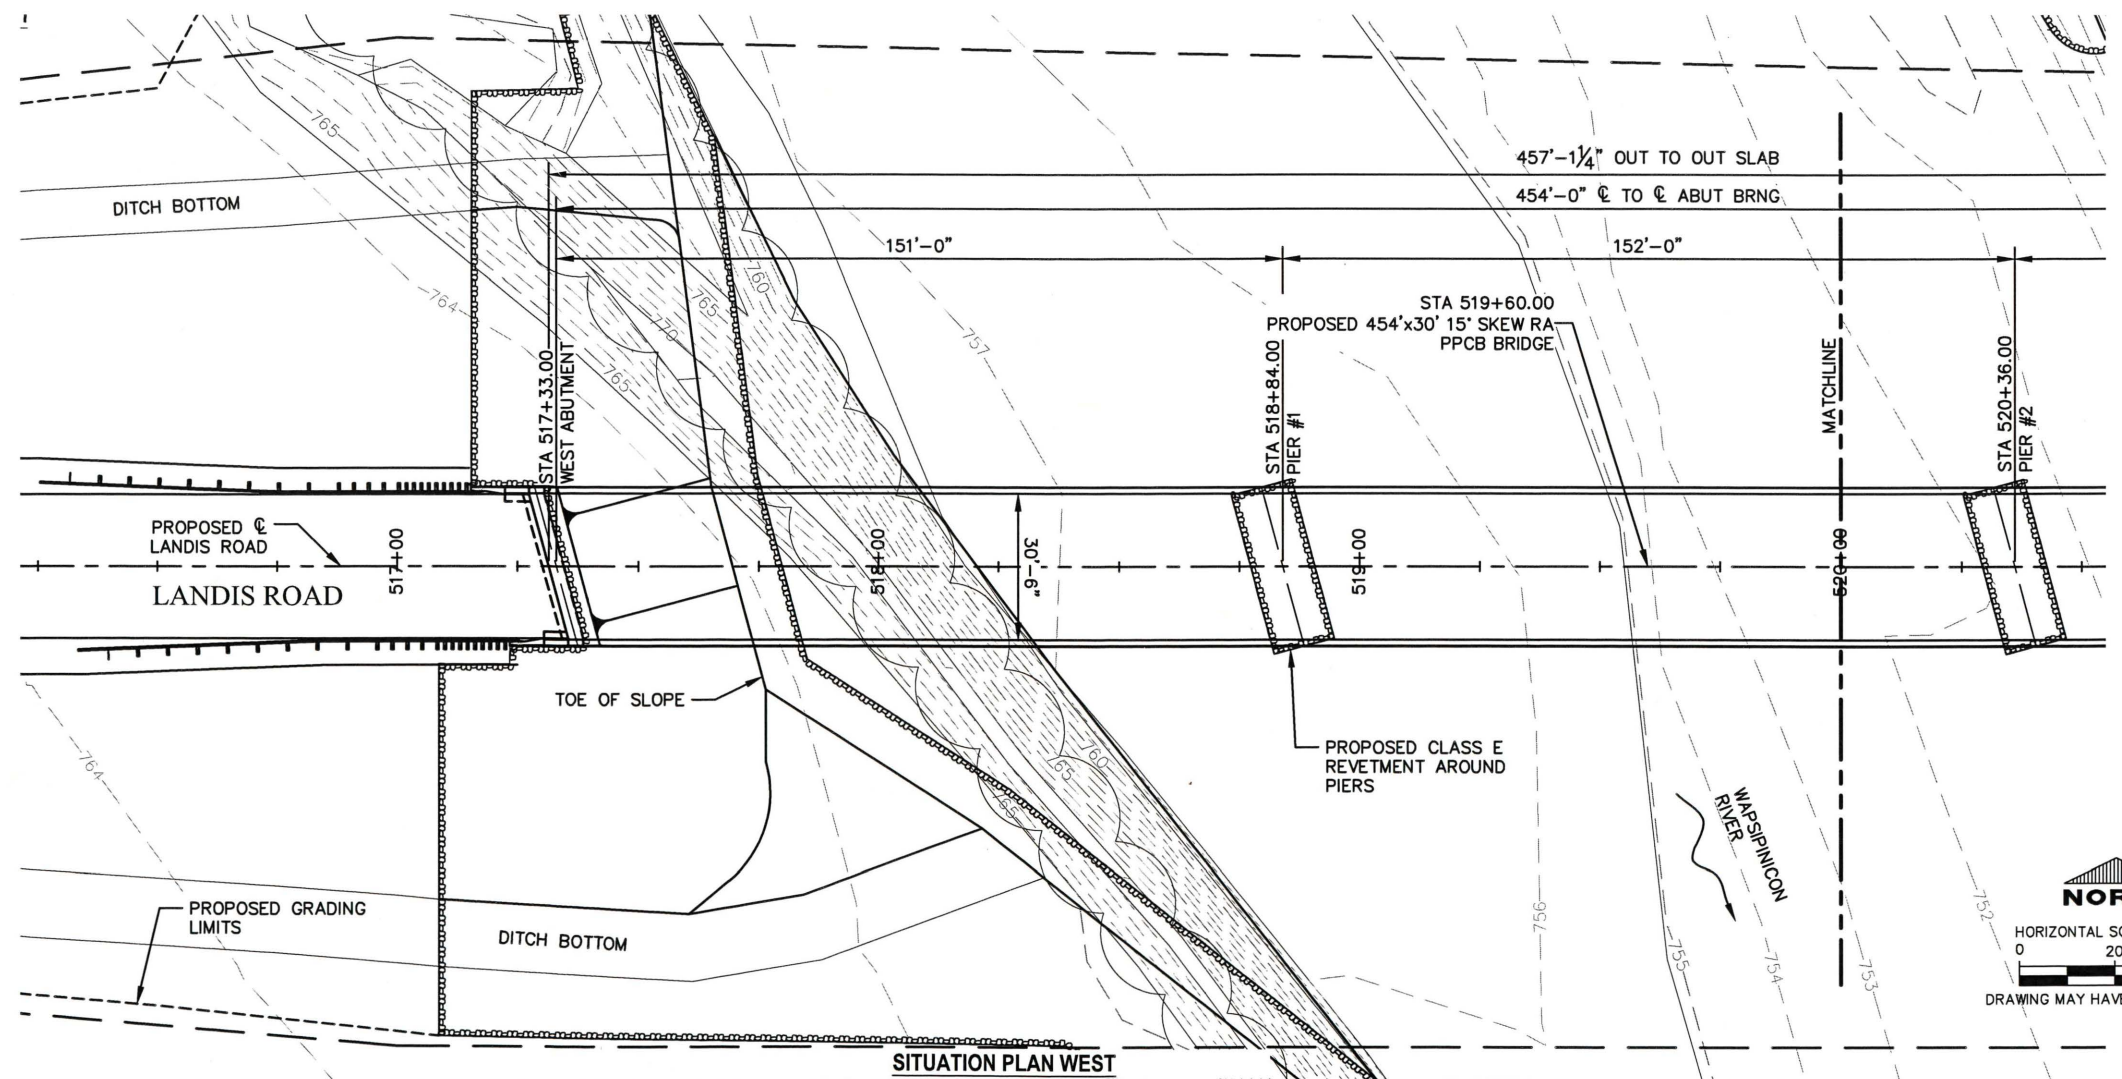 457'-1¼" OUT TO OUT SLAB
454'-0" ℄ TO ℄ ABUT BRNG
151'-0"
152'-0"
765
DITCH BOTTOM
760
764
765
770
757
STA 519+60.00
PROPOSED 454'x30' 15° SKEW RA
PPCB BRIDGE
765
STA 517+33.00
WEST ABUTMENT
STA 518+84.00
PIER #1
MATCHLINE
STA 520+36.00
PIER #2
PROPOSED ℄
LANDIS ROAD
LANDIS ROAD
517+00
518+00
30'-6"
519+00
520+00
TOE OF SLOPE
764
760
765
765
PROPOSED CLASS E
REVETMENT AROUND
PIERS
WAPSIPINICON
RIVER
PROPOSED GRADING
LIMITS
DITCH BOTTOM
756
755
754
753
752
NOR
HORIZONTAL SC
0 20
DRAWING MAY HAVE
SITUATION PLAN WEST